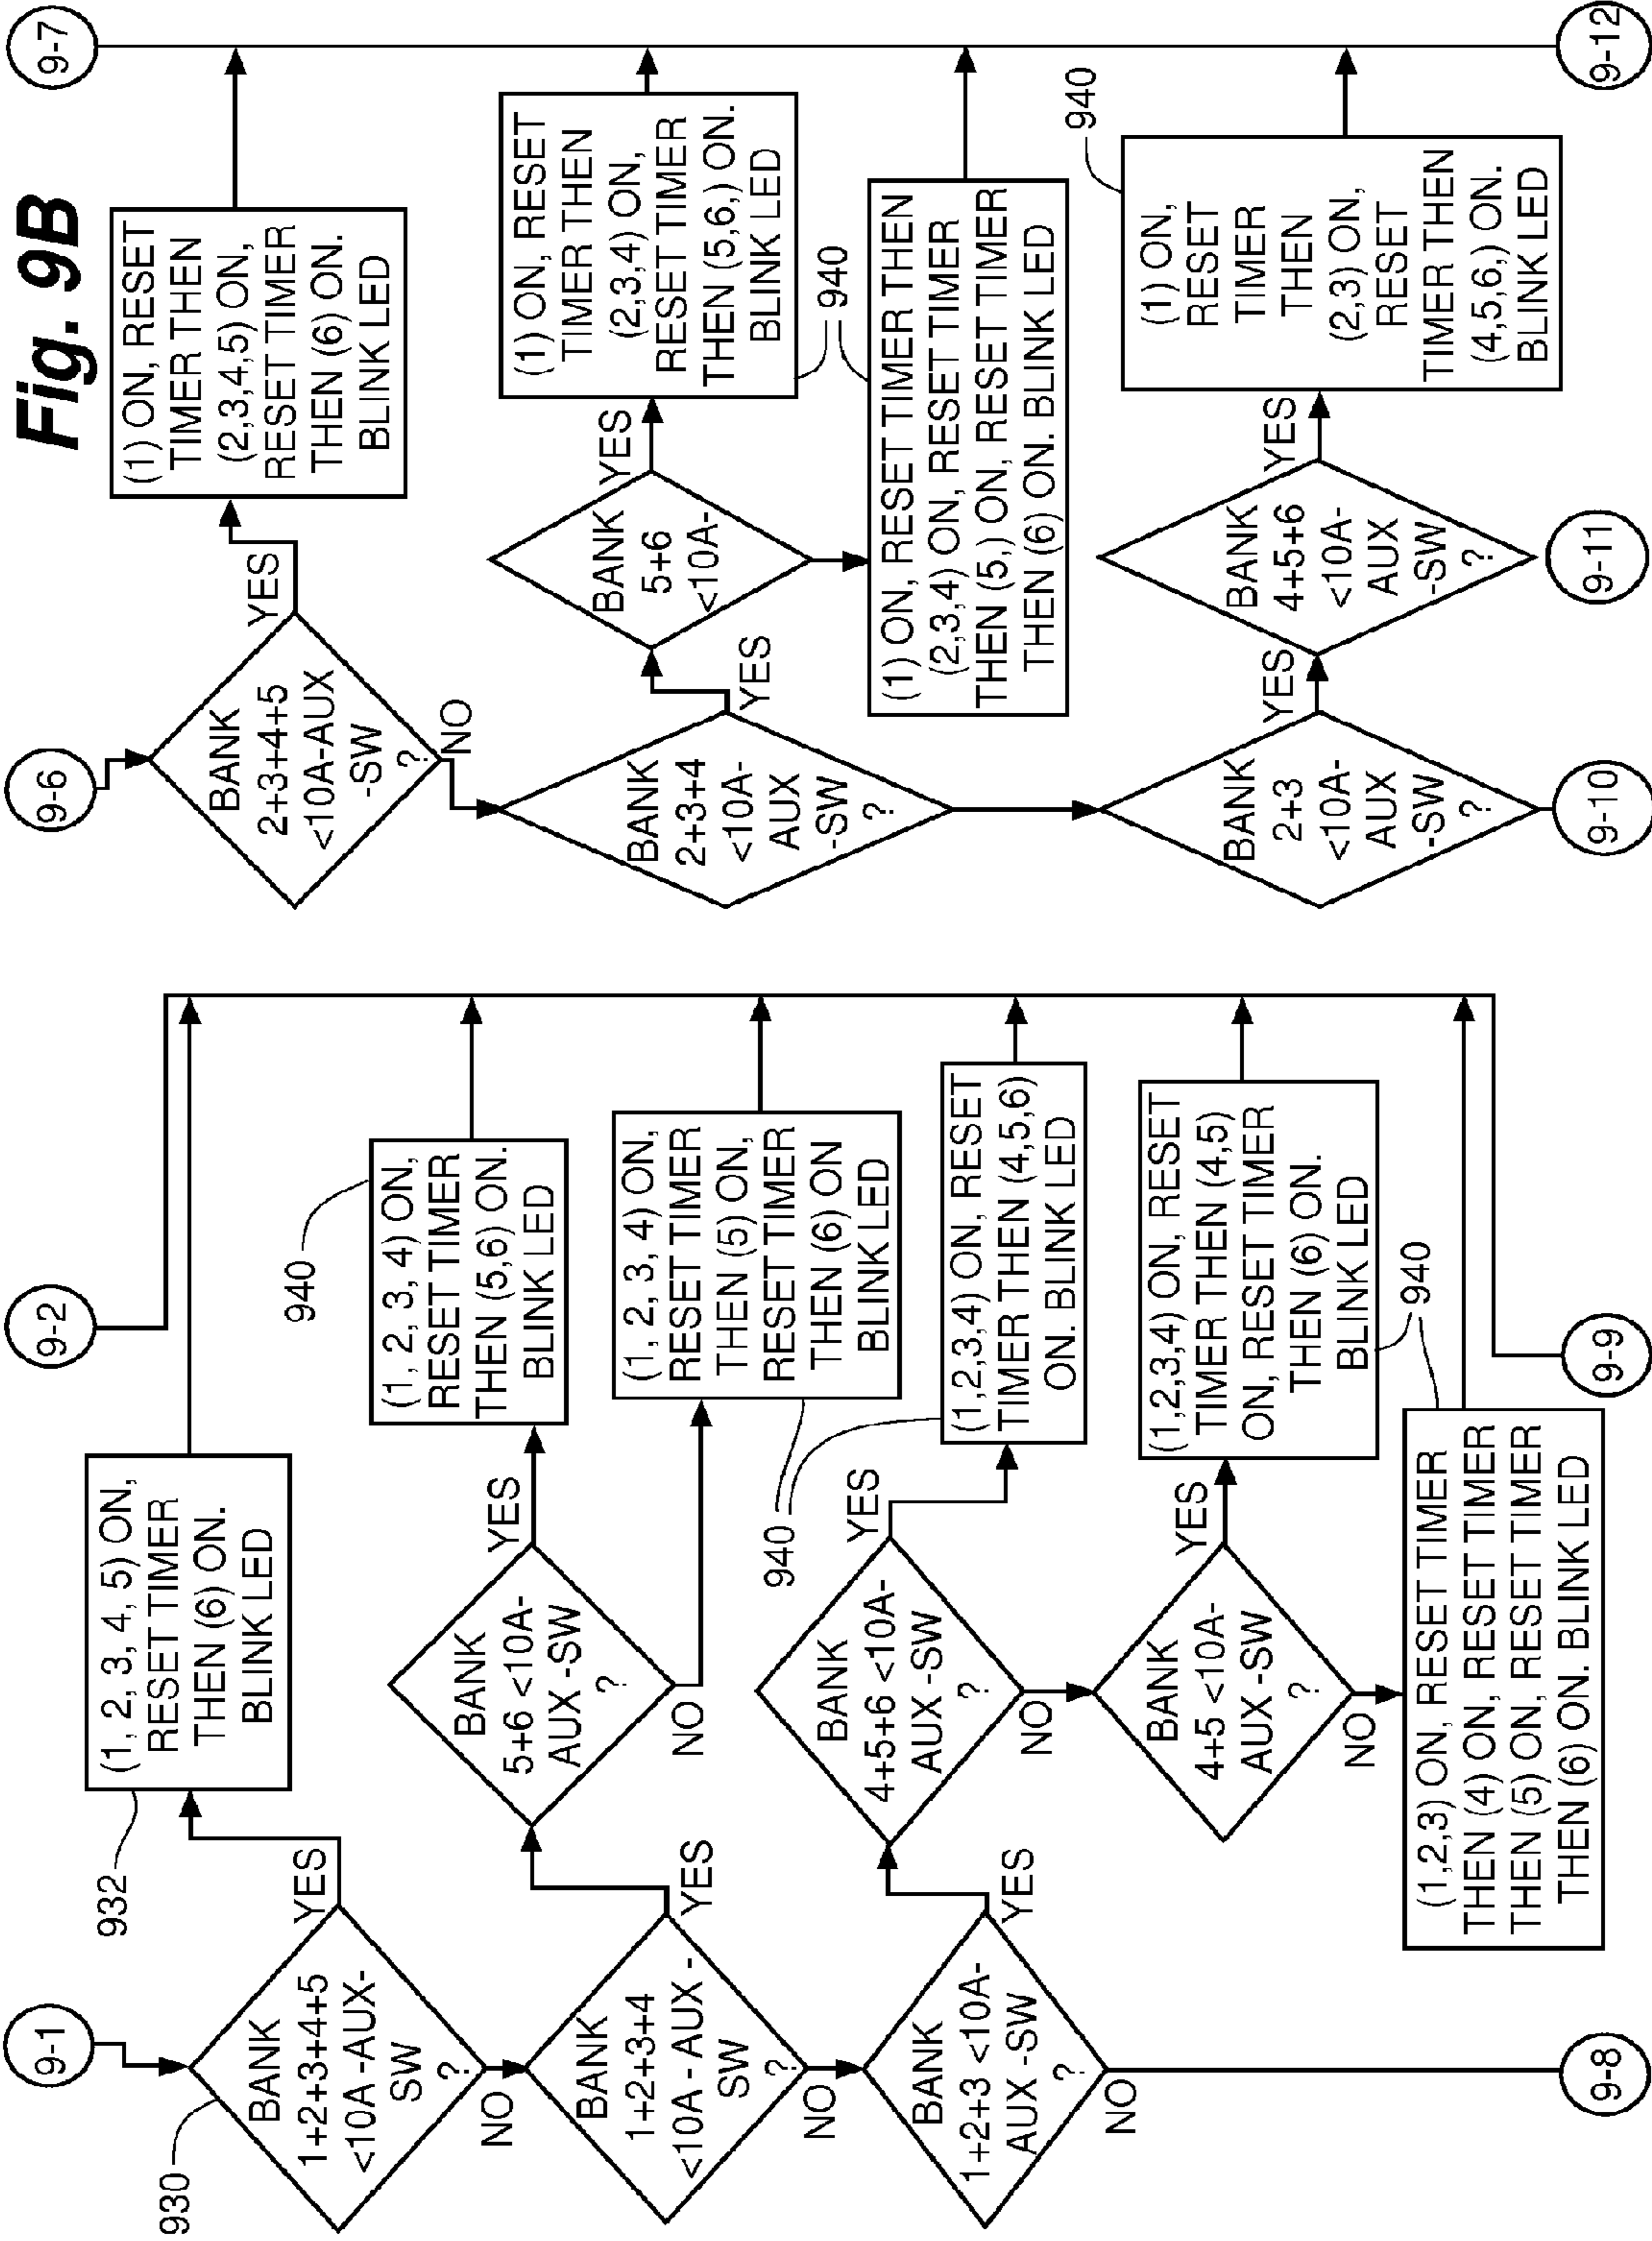 Fig. 9B
9-1
930
BANK
1+2+3+4+5
<10A -AUX-
SW
?
YES
NO
932
(1, 2, 3, 4, 5) ON,
RESET TIMER
THEN (6) ON.
BLINK LED
9-2
BANK
1+2+3+4
<10A - AUX -
SW
?
YES
NO
BANK
5+6 <10A-
AUX -SW
?
YES
NO
940
(1, 2, 3, 4) ON,
RESET TIMER
THEN (5,6) ON.
BLINK LED
(1, 2, 3, 4) ON,
RESET TIMER
THEN (5) ON,
RESET TIMER
THEN (6) ON
BLINK LED
940
BANK
1+2+3 <10A-
AUX -SW
?
YES
NO
BANK
4+5+6 <10A-
AUX -SW
?
YES
NO
(1,2,3,4) ON, RESET
TIMER THEN (4,5,6)
ON. BLINK LED
BANK
4+5 <10A-
AUX -SW
?
YES
NO
(1,2,3,4) ON, RESET
TIMER THEN (4,5)
ON, RESET TIMER
THEN (6) ON.
BLINK LED
940
(1,2,3) ON, RESET TIMER
THEN (4) ON, RESET TIMER
THEN (5) ON, RESET TIMER
THEN (6) ON. BLINK LED
9-8
9-9
9-6
BANK
2+3+4+5
<10A-AUX
-SW
?
YES
NO
(1) ON, RESET
TIMER THEN
(2,3,4,5) ON,
RESET TIMER
THEN (6) ON.
BLINK LED
9-7
BANK
2+3+4
<10A-
AUX
-SW
?
YES
BANK
5+6
<10A-
YES
(1) ON, RESET
TIMER THEN
(2,3,4) ON,
RESET TIMER
THEN (5,6,) ON.
BLINK LED
940
(1) ON, RESET TIMER THEN
(2,3,4) ON, RESET TIMER
THEN (5,) ON, RESET TIMER
THEN (6) ON. BLINK LED
BANK
2+3
<10A-
AUX
-SW
?
YES
BANK
4+5+6
<10A-
AUX
-SW
?
YES
940
(1) ON,
RESET
TIMER
THEN
(2,3) ON,
RESET
TIMER THEN
(4,5,6,) ON.
BLINK LED
9-10
9-11
9-12